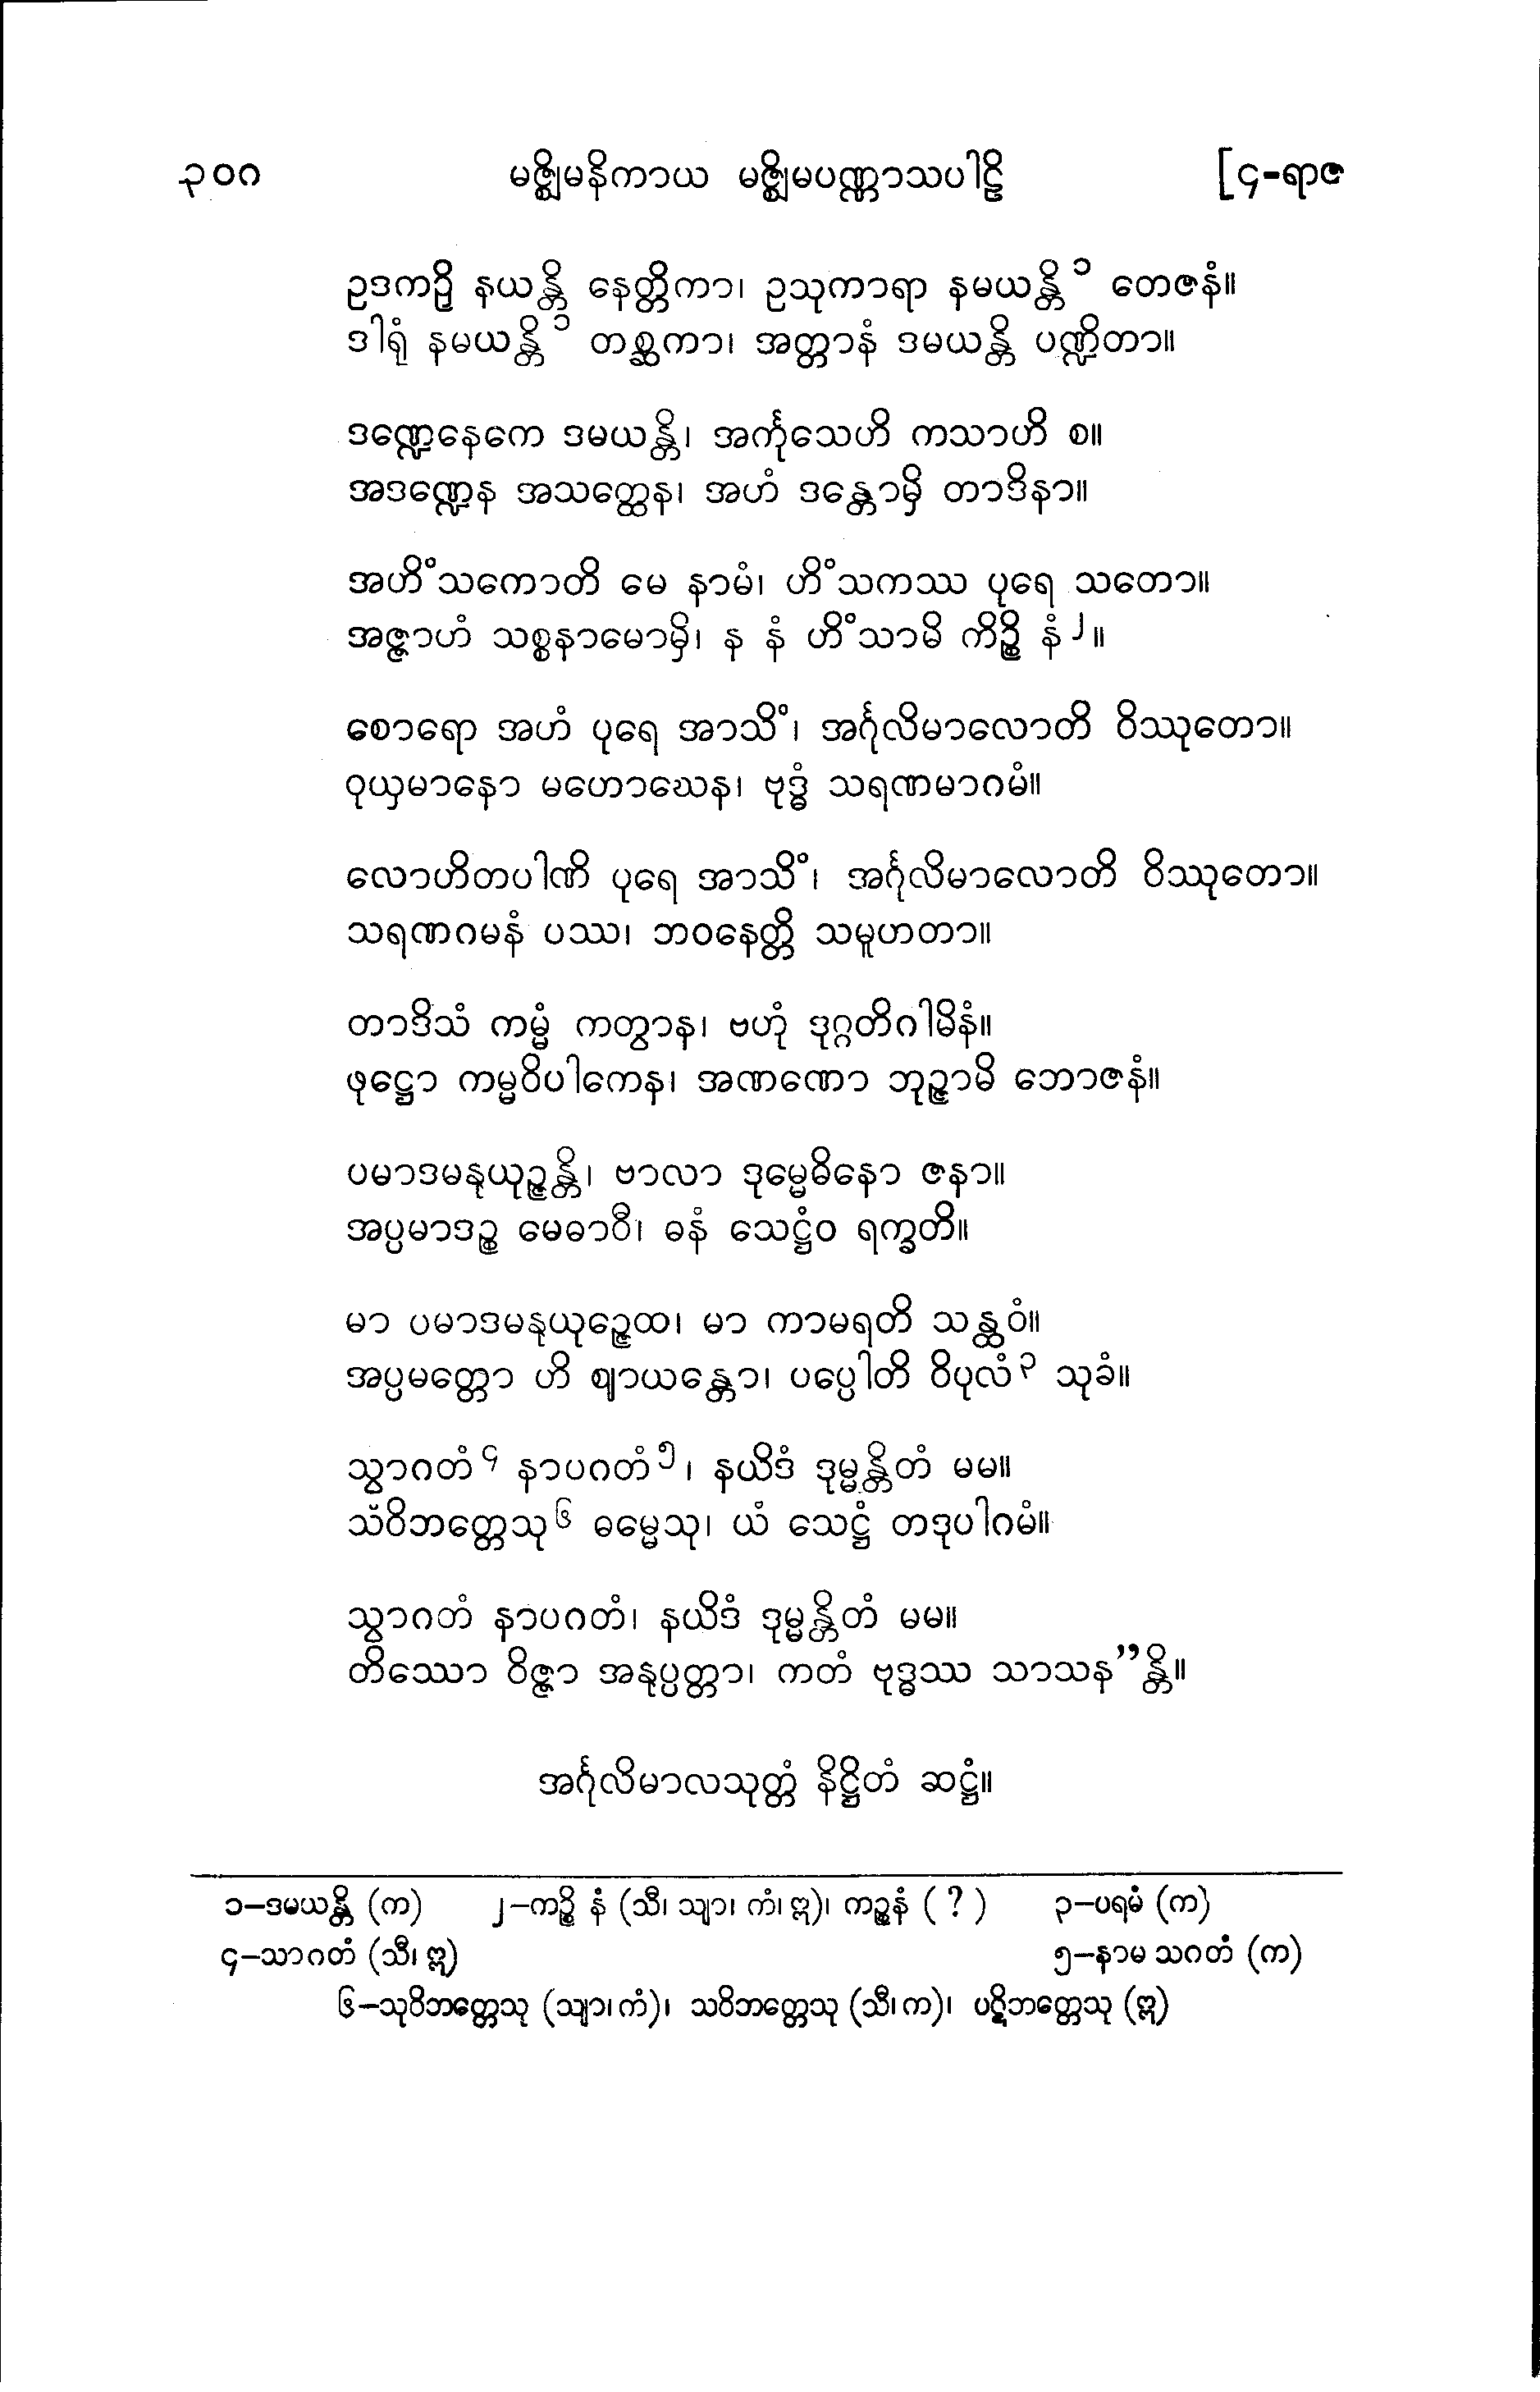 ၃၀ဂ မဇ္ဈိမနိကာယ မဇ္ဈိမပဏ္ဏာသပါဠိ [၄-ရာဇ
ဥဒကဉှိ နယန္တိ နေတ္တိကာ၊ ဥသုကာရာ နမယန္တိ ၁ တေဇနံ။
ဒါရုံ နမယန္တိ ၁ တစ္ဆကာ၊ အတ္တာနံ ဒမယန္တိ ပဏ္ဍိတာ။
ဒဏ္ဍေနေကေ ဒမယန္တိ၊ အင်္ကုသေဟိ ကသာဟိ စ။
အဒဏ္ဍေန အသတ္ထေန၊ အဟံ ဒန္တောမှိ တာဒိနာ။
အဟိံသကောတိ မေ နာမံ၊ ဟိံသကဿ ပုရေ သတော။
အဇ္ဇာဟံ သစ္စနာမောမှိ၊ န နံ ဟိံသာမိ ကိဉ္စိ နံ ၂ ။
စောရော အဟံ ပုရေ အာသိံ၊ အင်္ဂုလိမာလောတိ ဝိဿုတော။
ဝုယှမာနော မဟောဃေန၊ ဗုဒ္ဓံ သရဏမာဂမံ။
လောဟိတပါဏိ ပုရေ အာသိံ၊ အင်္ဂုလိမာလောတိ ဝိဿုတော။
သရဏဂမနံ ပဿ၊ ဘဝနေတ္တိ သမူဟတာ။
တာဒိသံ ကမ္မံ ကတွာန၊ ဗဟုံ ဒုဂ္ဂတိဂါမိနံ။
ဖုဋ္ဌော ကမ္မဝိပါကေန၊ အဏဏော ဘုဉ္ဇာမိ ဘောဇနံ။
ပမာဒမနုယုဉ္ဇန္တိ၊ ဗာလာ ဒုမ္မေဓိနော ဇနာ။
အပ္ပမာဒဉ္စ မေဓာဝီ၊ ဓနံ သေဋ္ဌံဝ ရက္ခတိ။
မာ ပမာဒမနုယုဉ္ဇေထ၊ မာ ကာမရတိ သန္ထဝံ။
အပ္ပမတ္တော ဟိ ဈာယန္တော၊ ပပ္ပေါတိ ဝိပုလံ ၃ သုခံ။
သွာဂတံ ၄ နာပဂတံ ၅ ၊ နယိဒံ ဒုမ္မန္တိတံ မမ။
သံဝိဘတ္တေသု ၆ ဓမ္မေသု၊ ယံ သေဋ္ဌံ တဒုပါဂမံ။
သွာဂတံ နာပဂတံ၊ နယိဒံ ဒုမ္မန္တိတံ မမ။
တိဿော ဝိဇ္ဇာ အနုပ္ပတ္တာ၊ ကတံ ဗုဒ္ဓဿ သာသန”န္တိ။
အင်္ဂုလိမာလသုတ္တံ နိဋ္ဌိတံ ဆဋ္ဌံ။
၁-ဒမယန္တိ (က) ၂-ကဉ္စိ နံ (သီ၊ သျာ၊ ကံ၊ ဣ)၊ ကဉ္စနံ ( ? ) ၃-ပရမံ (က)
၄-သာဂတံ (သီ၊ ဣ) ၅-နာမ သဂတံ (က)
၆-သုဝိဘတ္တေသု (သျာ၊ ကံ)၊ သဝိဘတ္တေသု (သီ၊ က)၊ ပဋိဘတ္တေသု (ဣ)